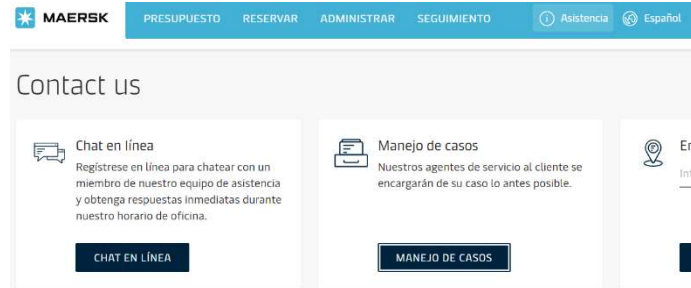 MAERSK PRESUPUESTO RESERVAR ADMINISTRAR SEGUIMIENTO Asistencia Español
Contact us
Chat en línea
Regístrese en línea para chatear con un
miembro de nuestro equipo de asistencia
y obtenga respuestas inmediatas durante
nuestro horario de oficina.
CHAT EN LÍNEA
Manejo de casos
Nuestros agentes de servicio al cliente se
encargarán de su caso lo antes posible.
MANEJO DE CASOS